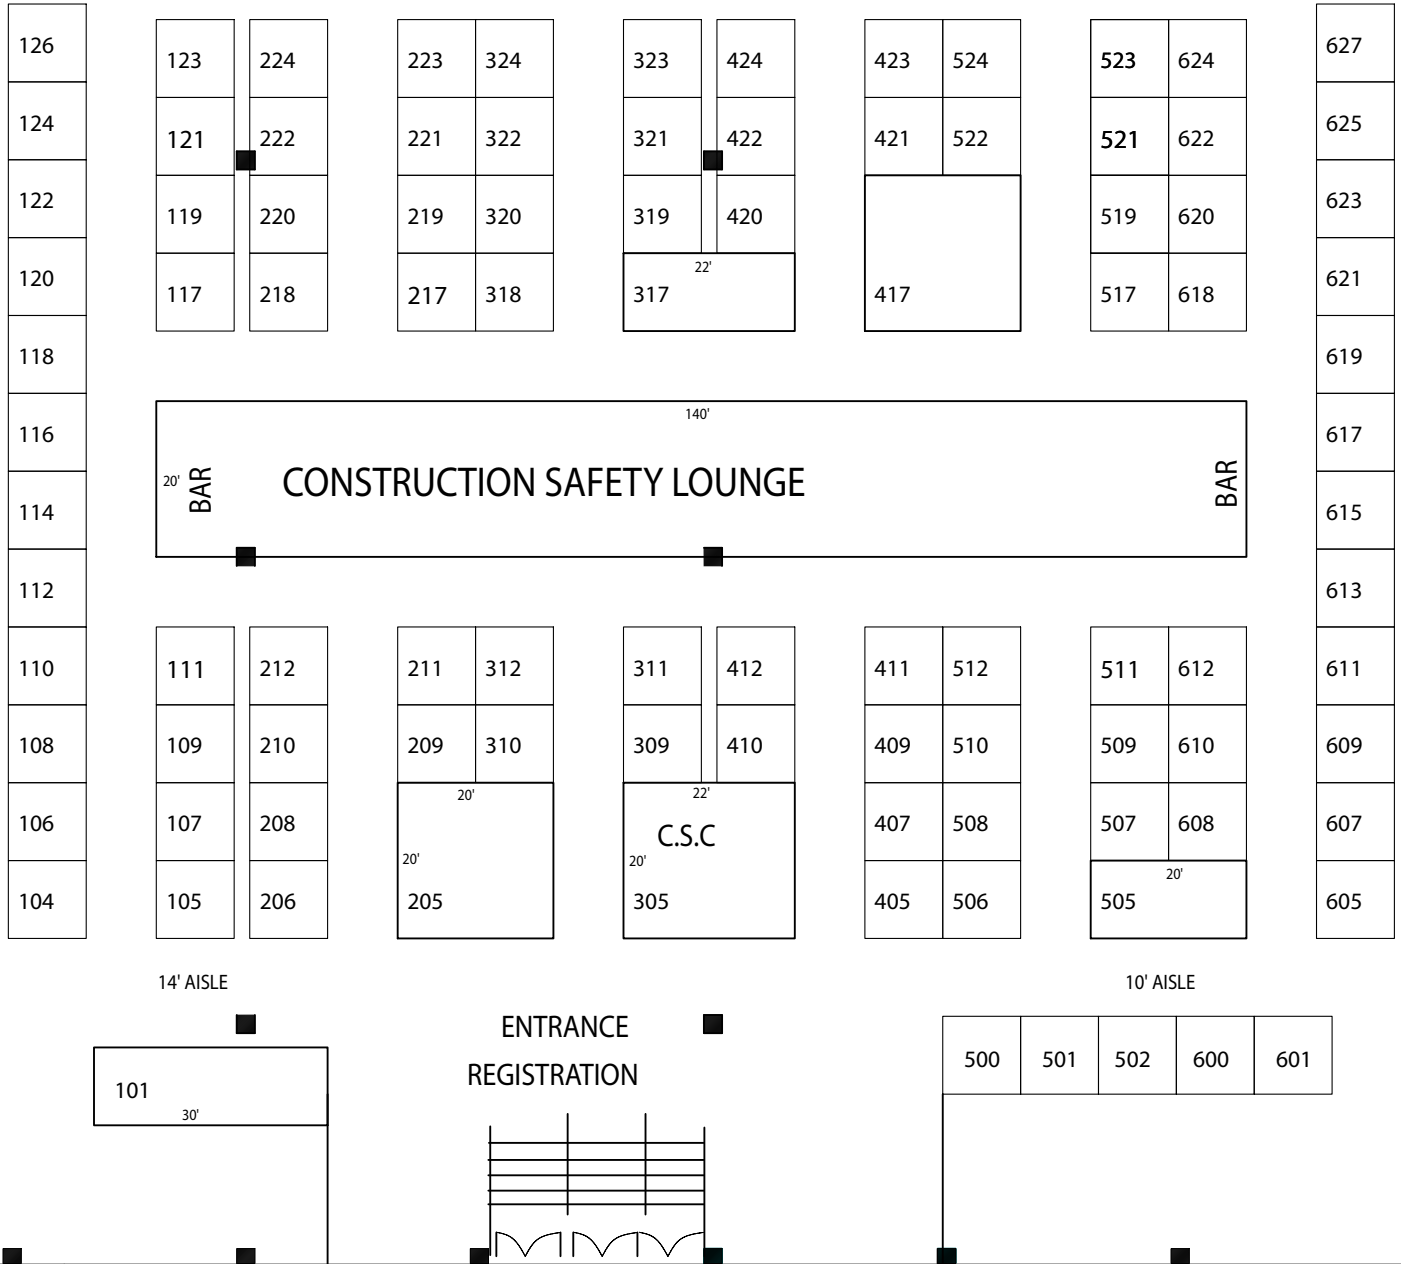 126 123 224 223 324 323 424 423 524 523 624 627
124 121 222 221 322 321 422 421 522 521 622 625
122 119 220 219 320 319 420 519 620 623
22'
120 117 218 217 318 317 417 517 618 621
118 619
140'
116 617
20' BAR CONSTRUCTION SAFETY LOUNGE BAR
114 615
112 613
110 111 212 211 312 311 412 411 512 511 612 611
108 109 210 209 310 309 410 409 510 509 610 609
20' 22'
106 107 208 C.S.C 407 508 507 608 607
20' 20'
20'
104 105 206 205 305 405 506 505 605
14' AISLE 10' AISLE
ENTRANCE
500 501 502 600 601
REGISTRATION
101
30'